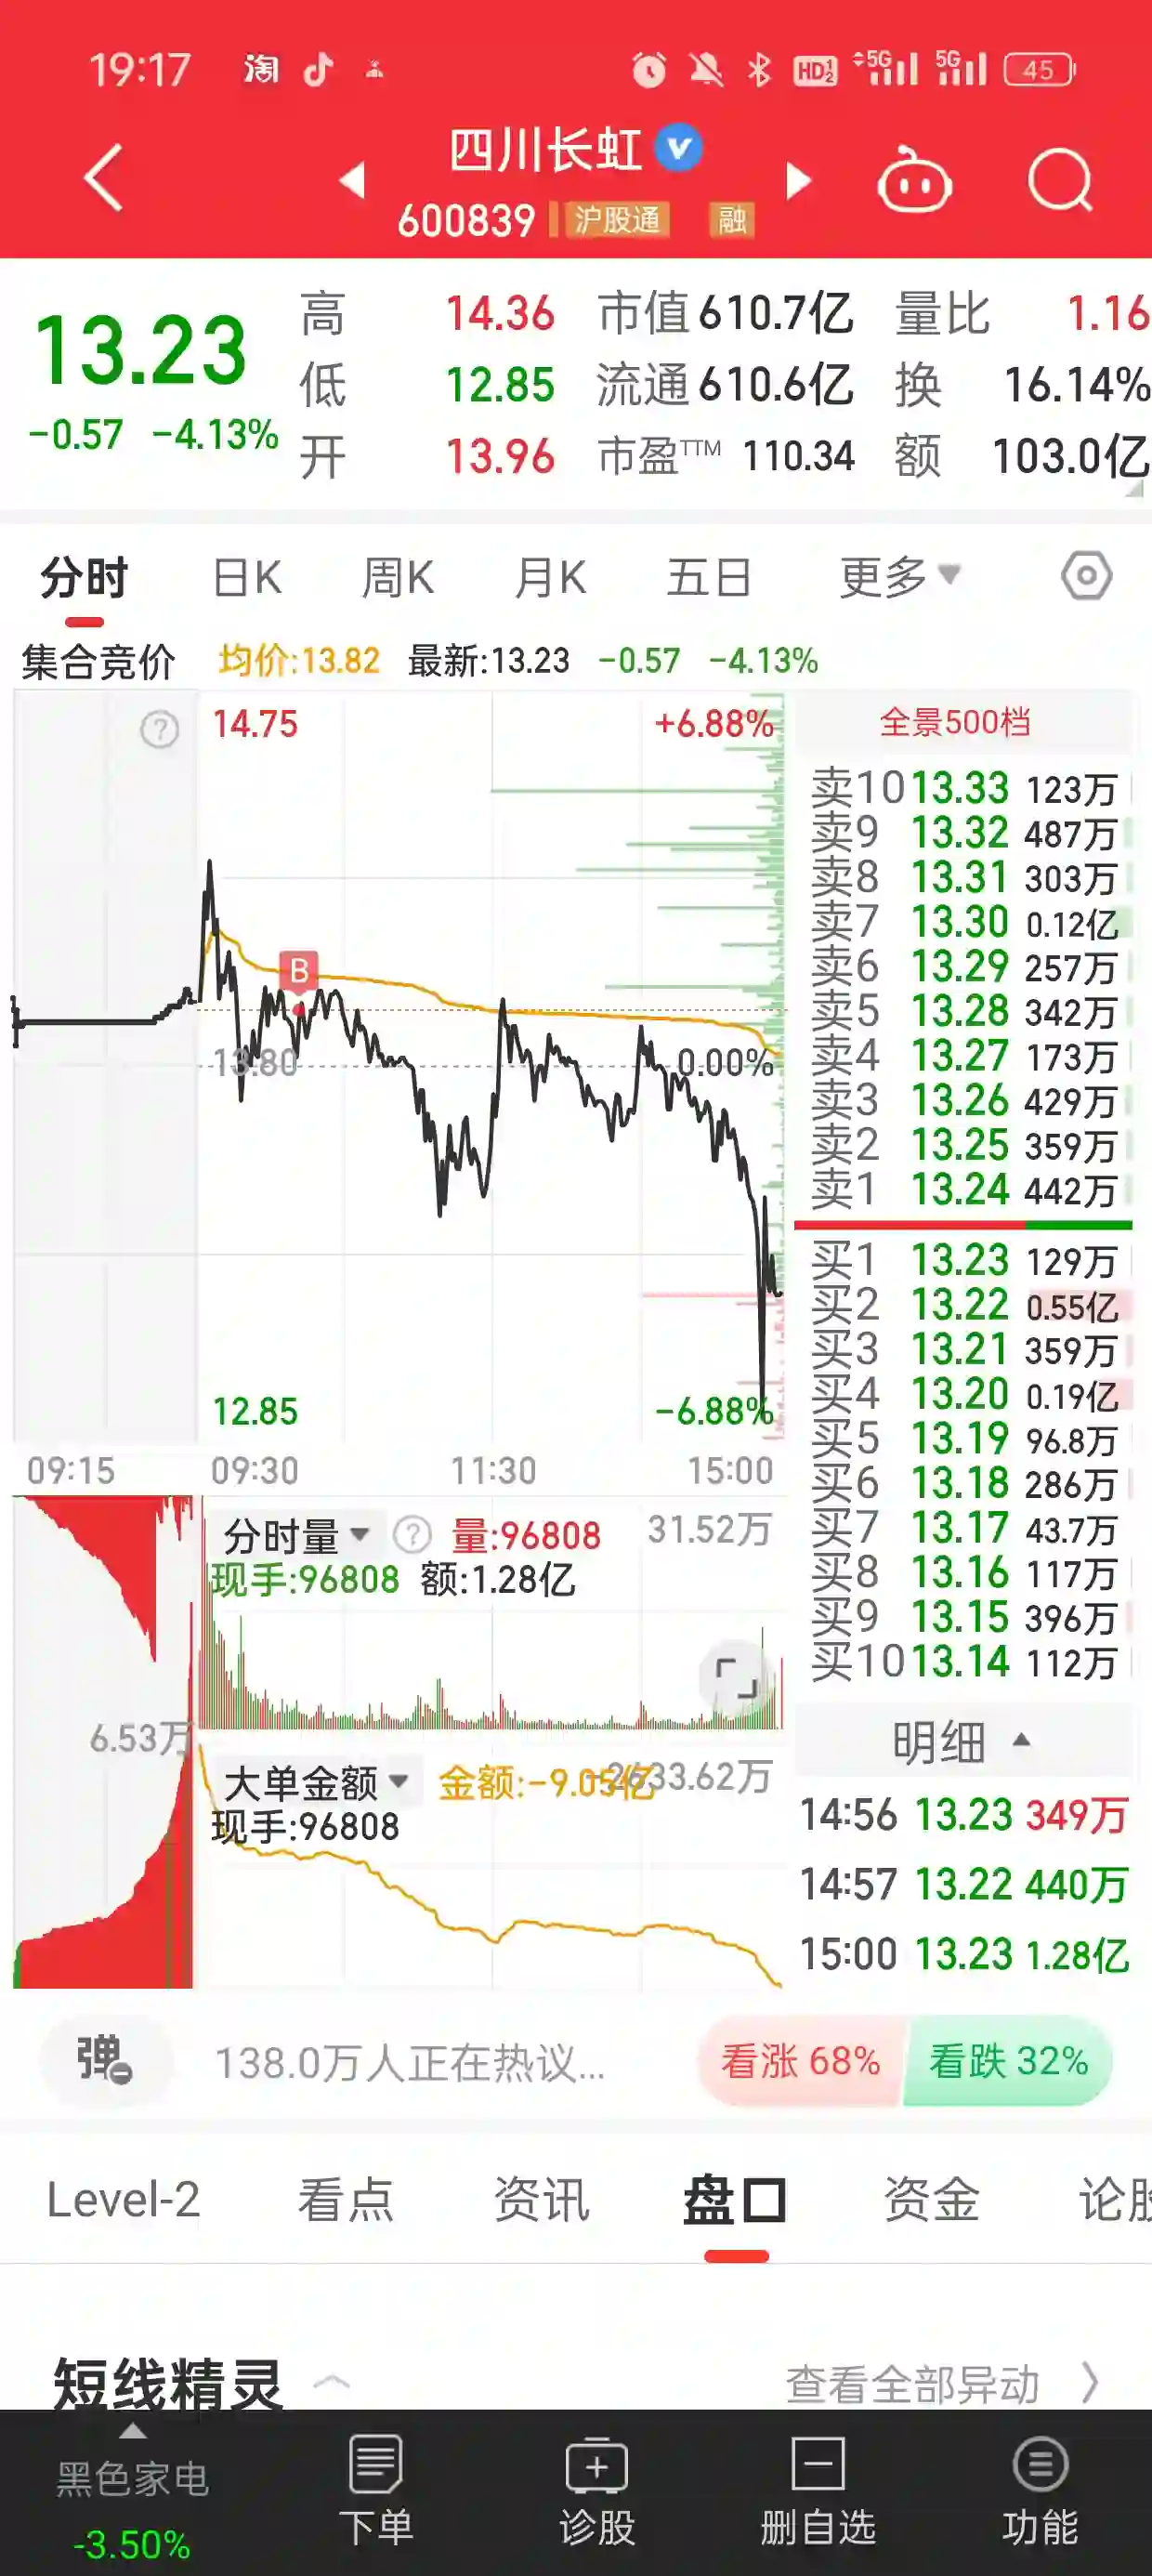 19:17 淘 HD 5G 5G 45
四川长虹
600839 沪股通 融
13.23
-0.57 -4.13%
高 14.36 市值 610.7亿 量比 1.16
低 12.85 流通 610.6亿 换 16.14%
开 13.96 市盈TTM 110.34 额 103.0亿
分时 日K 周K 月K 五日 更多
集合竞价 均价:13.82 最新:13.23 -0.57 -4.13%
14.75 +6.88%
B
13.80 0.00%
12.85 -6.88%
09:15 09:30 11:30 15:00
全景500档
卖10 13.33 123万
卖9 13.32 487万
卖8 13.31 303万
卖7 13.30 0.12亿
卖6 13.29 257万
卖5 13.28 342万
卖4 13.27 173万
卖3 13.26 429万
卖2 13.25 359万
卖1 13.24 442万
买1 13.23 129万
买2 13.22 0.55亿
买3 13.21 359万
买4 13.20 0.19亿
买5 13.19 96.8万
买6 13.18 286万
买7 13.17 43.7万
买8 13.16 117万
买9 13.15 396万
买10 13.14 112万
分时量 量:96808 31.52万
现手:96808 额:1.28亿
6.53万
大单金额 金额:-9.05亿
现手:96808
明细
14:56 13.23 349万
14:57 13.22 440万
15:00 13.23 1.28亿
弹 138.0万人正在热议... 看涨 68% 看跌 32%
Level-2 看点 资讯 盘口 资金 论股
短线精灵 查看全部异动
黑色家电
-3.50%
下单 诊股 删自选 功能